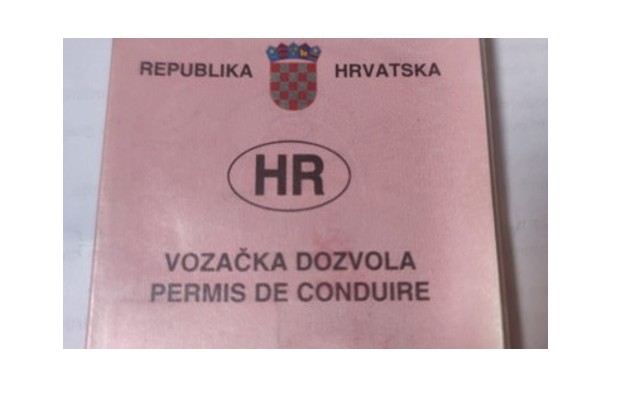 REPUBLIKA HRVATSKA
HR
VOZAČKA DOZVOLA
PERMIS DE CONDUIRE